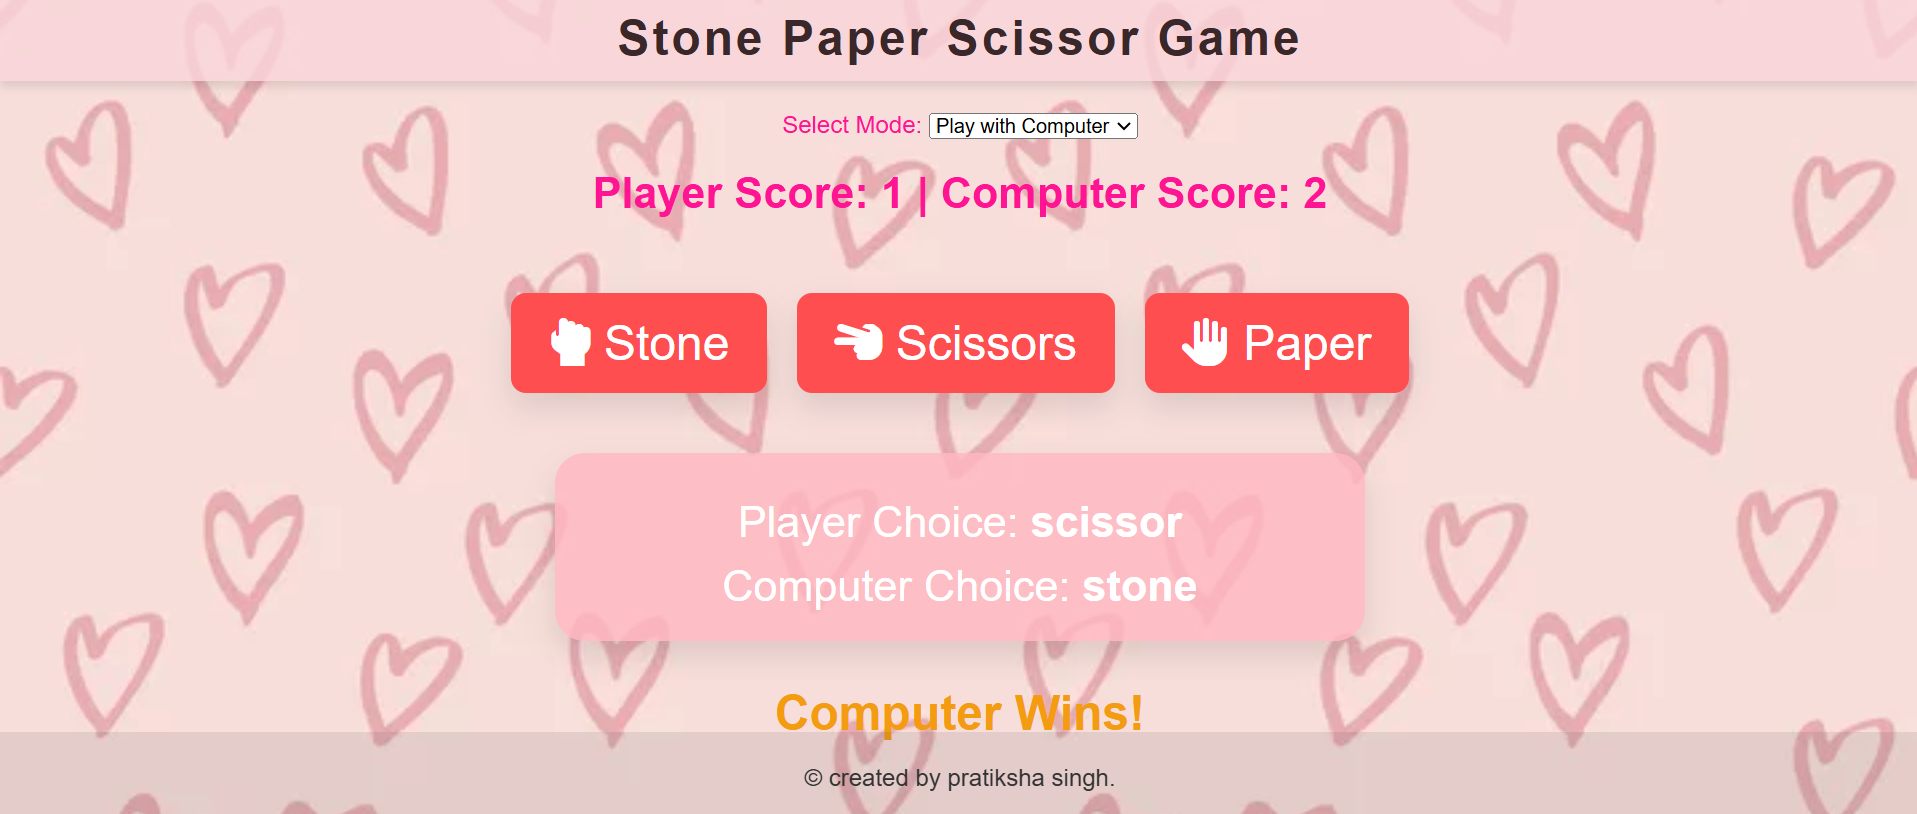 Stone Paper Scissor Game
Select Mode: Play with Computer
Player Score: 1 | Computer Score: 2
Stone Scissors Paper
Player Choice: scissor
Computer Choice: stone
Computer Wins!
© created by pratiksha singh.